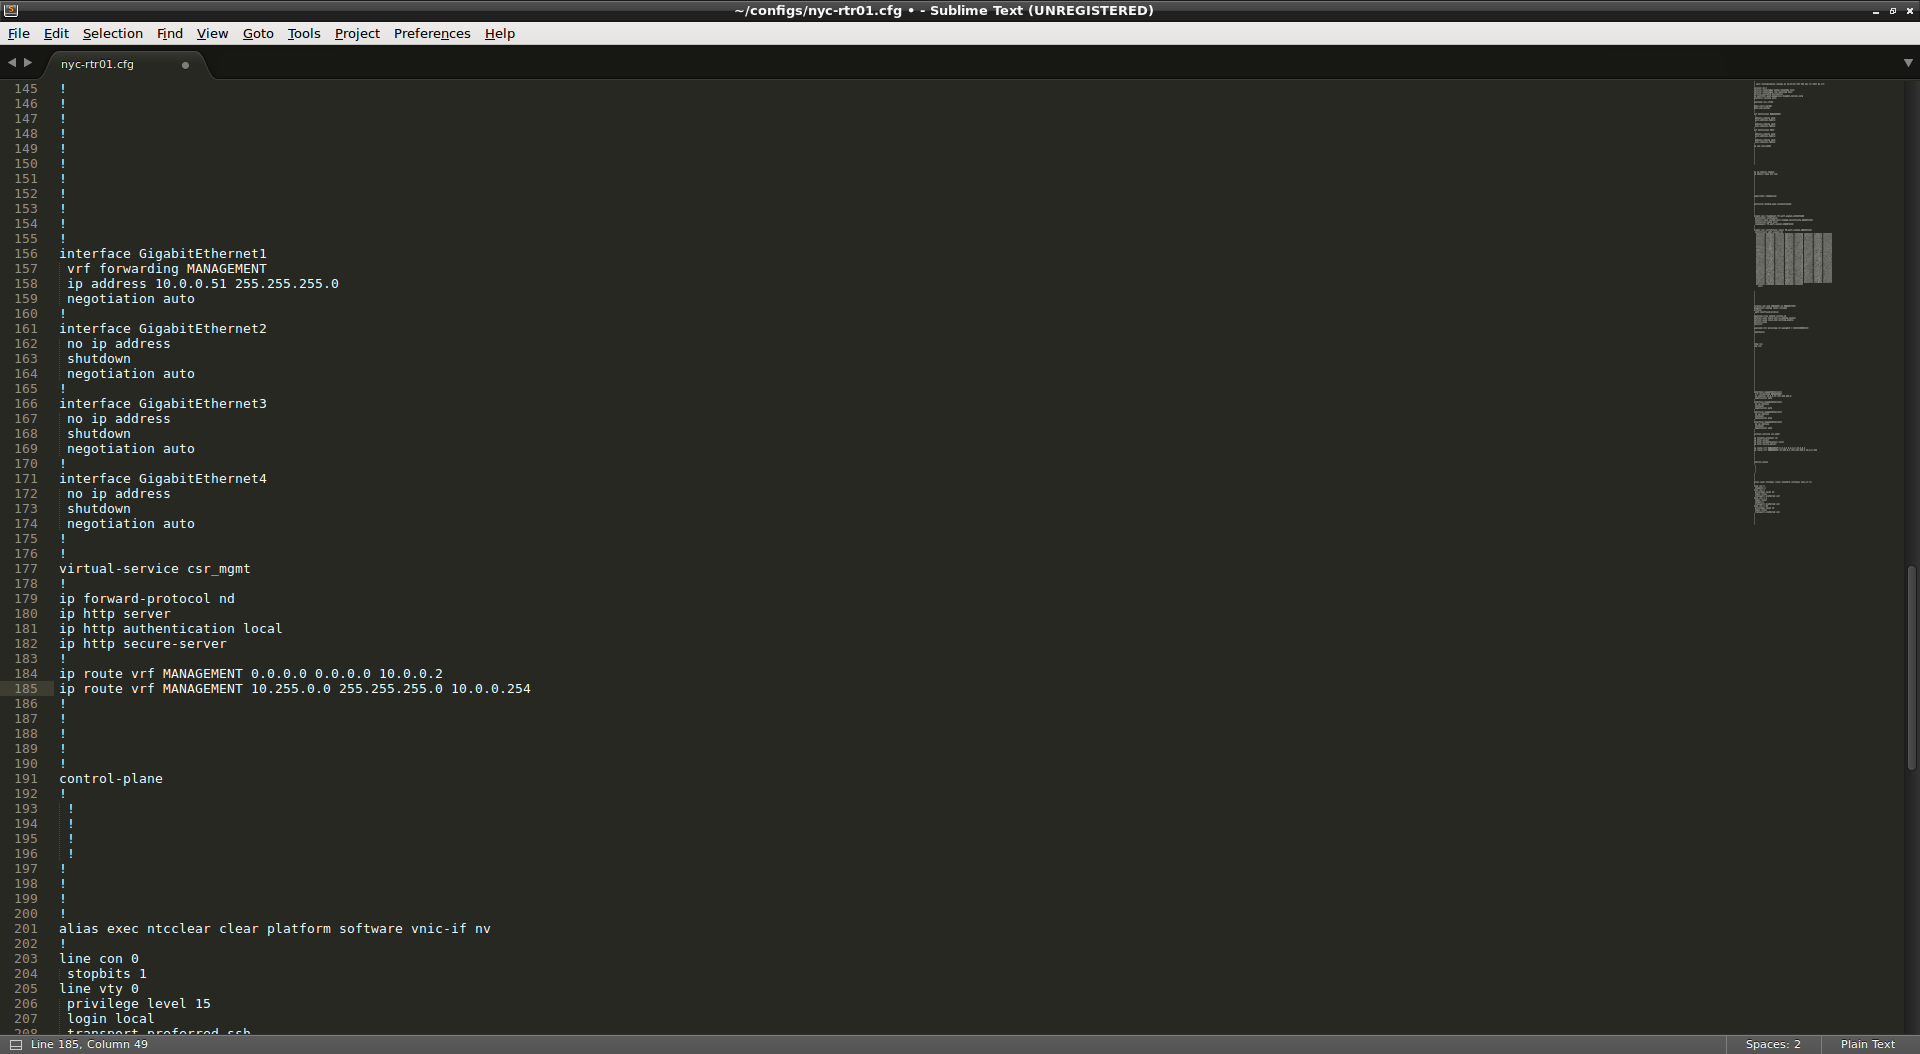 ~/configs/nyc-rtr01.cfg • - Sublime Text (UNREGISTERED)
File Edit Selection Find View Goto Tools Project Preferences Help
nyc-rtr01.cfg
145 !
146 !
147 !
148 !
149 !
150 !
151 !
152 !
153 !
154 !
155 !
156 interface GigabitEthernet1
157  vrf forwarding MANAGEMENT
158  ip address 10.0.0.51 255.255.255.0
159  negotiation auto
160 !
161 interface GigabitEthernet2
162  no ip address
163  shutdown
164  negotiation auto
165 !
166 interface GigabitEthernet3
167  no ip address
168  shutdown
169  negotiation auto
170 !
171 interface GigabitEthernet4
172  no ip address
173  shutdown
174  negotiation auto
175 !
176 !
177 virtual-service csr_mgmt
178 !
179 ip forward-protocol nd
180 ip http server
181 ip http authentication local
182 ip http secure-server
183 !
184 ip route vrf MANAGEMENT 0.0.0.0 0.0.0.0 10.0.0.2
185 ip route vrf MANAGEMENT 10.255.0.0 255.255.255.0 10.0.0.254
186 !
187 !
188 !
189 !
190 !
191 control-plane
192 !
193  !
194  !
195  !
196  !
197 !
198 !
199 !
200 !
201 alias exec ntcclear clear platform software vnic-if nv
202 !
203 line con 0
204  stopbits 1
205 line vty 0
206  privilege level 15
207  login local
208  transport preferred ssh
Line 185, Column 49 Spaces: 2 Plain Text